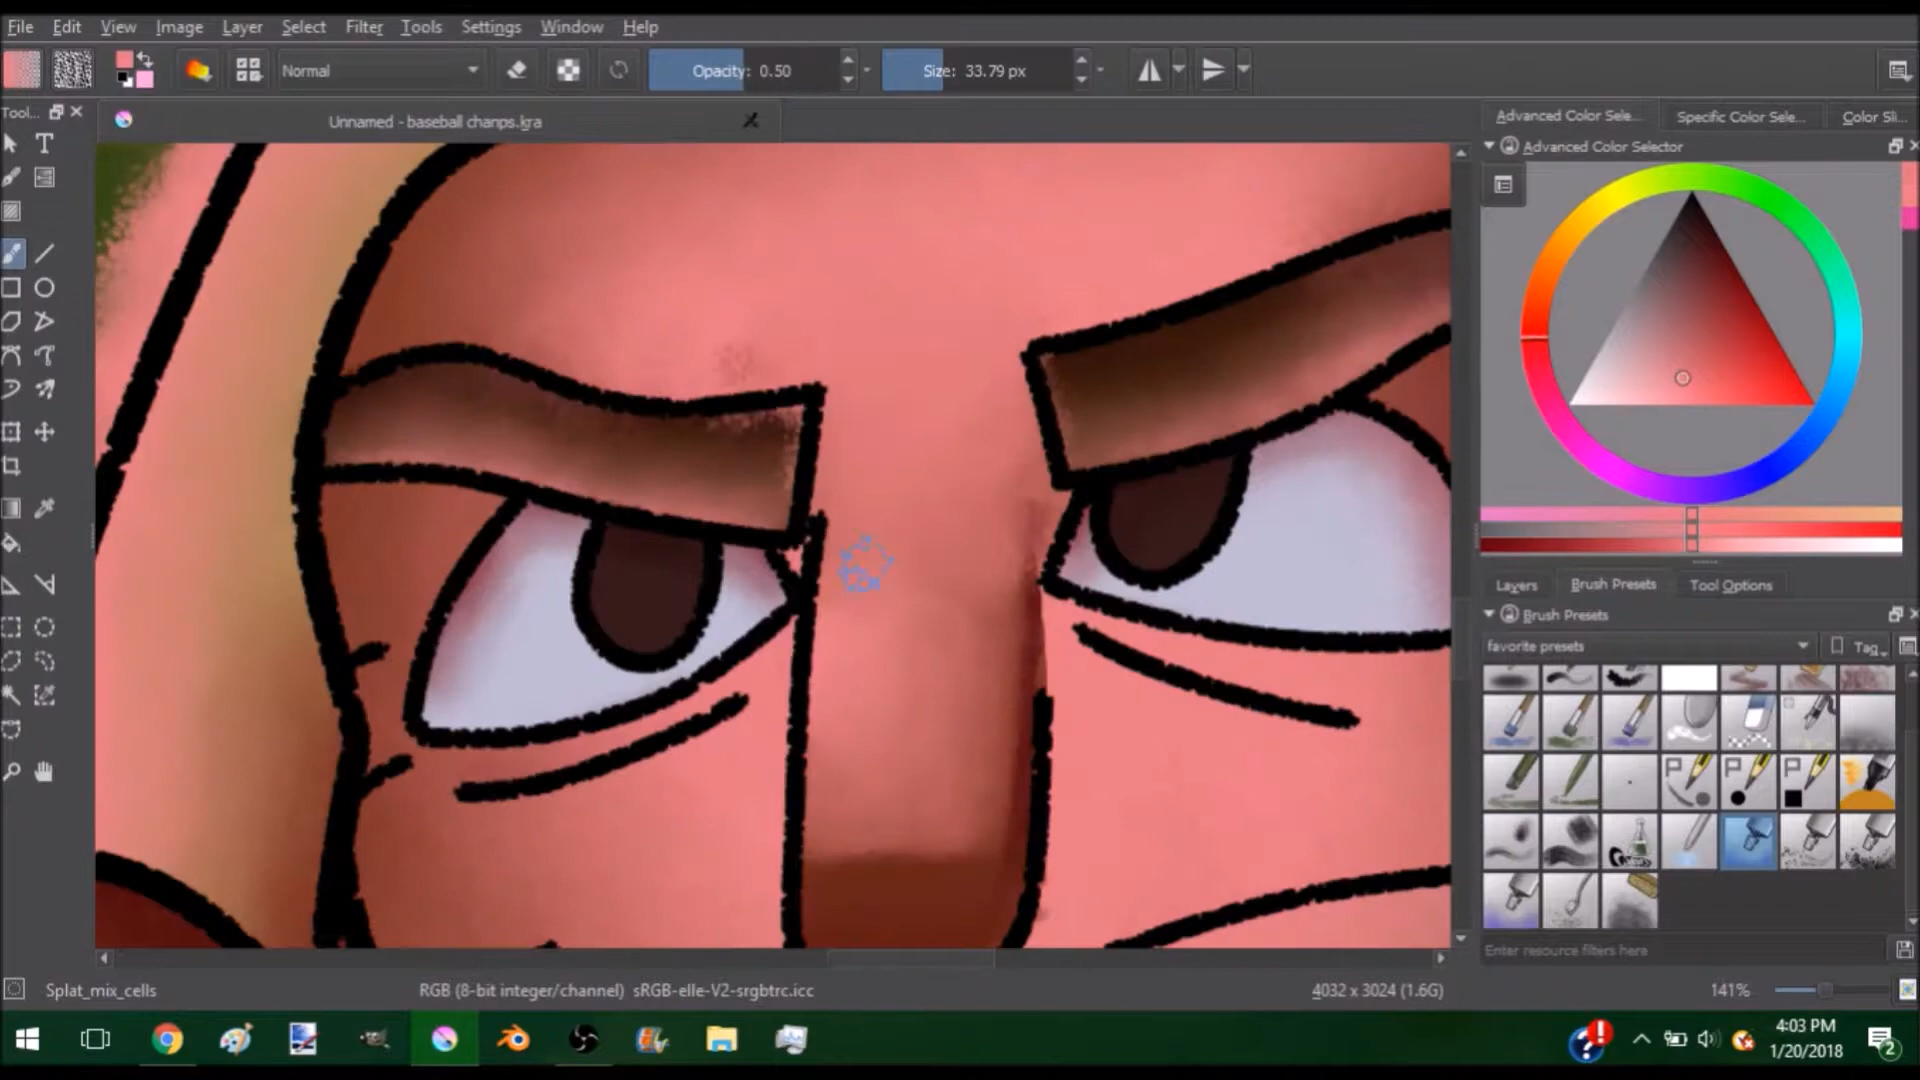 File Edit View Image Layer Select Filter Tools Settings Window Help
Normal
Opacity: 0.50
Size: 33.79 px
Tool...
Unnamed - baseball chanps.kra
Advanced Color Sele...
Specific Color Sele...
Color Sli...
Advanced Color Selector
Layers
Brush Presets
Tool Options
Brush Presets
favorite presets
Tag
Enter resource filters here
Splat_mix_cells
RGB (8-bit integer/channel) sRGB-elle-V2-srgbtrc.icc
4032 x 3024 (1.6G)
141%
4:03 PM
1/20/2018
2